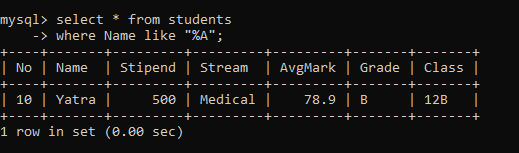 mysql> select * from students
    -> where Name like "%A";
+----+-------+---------+---------+---------+-------+-------+
| No | Name  | Stipend | Stream  | AvgMark | Grade | Class |
+----+-------+---------+---------+---------+-------+-------+
| 10 | Yatra |     500 | Medical |    78.9 | B     | 12B   |
+----+-------+---------+---------+---------+-------+-------+
1 row in set (0.00 sec)